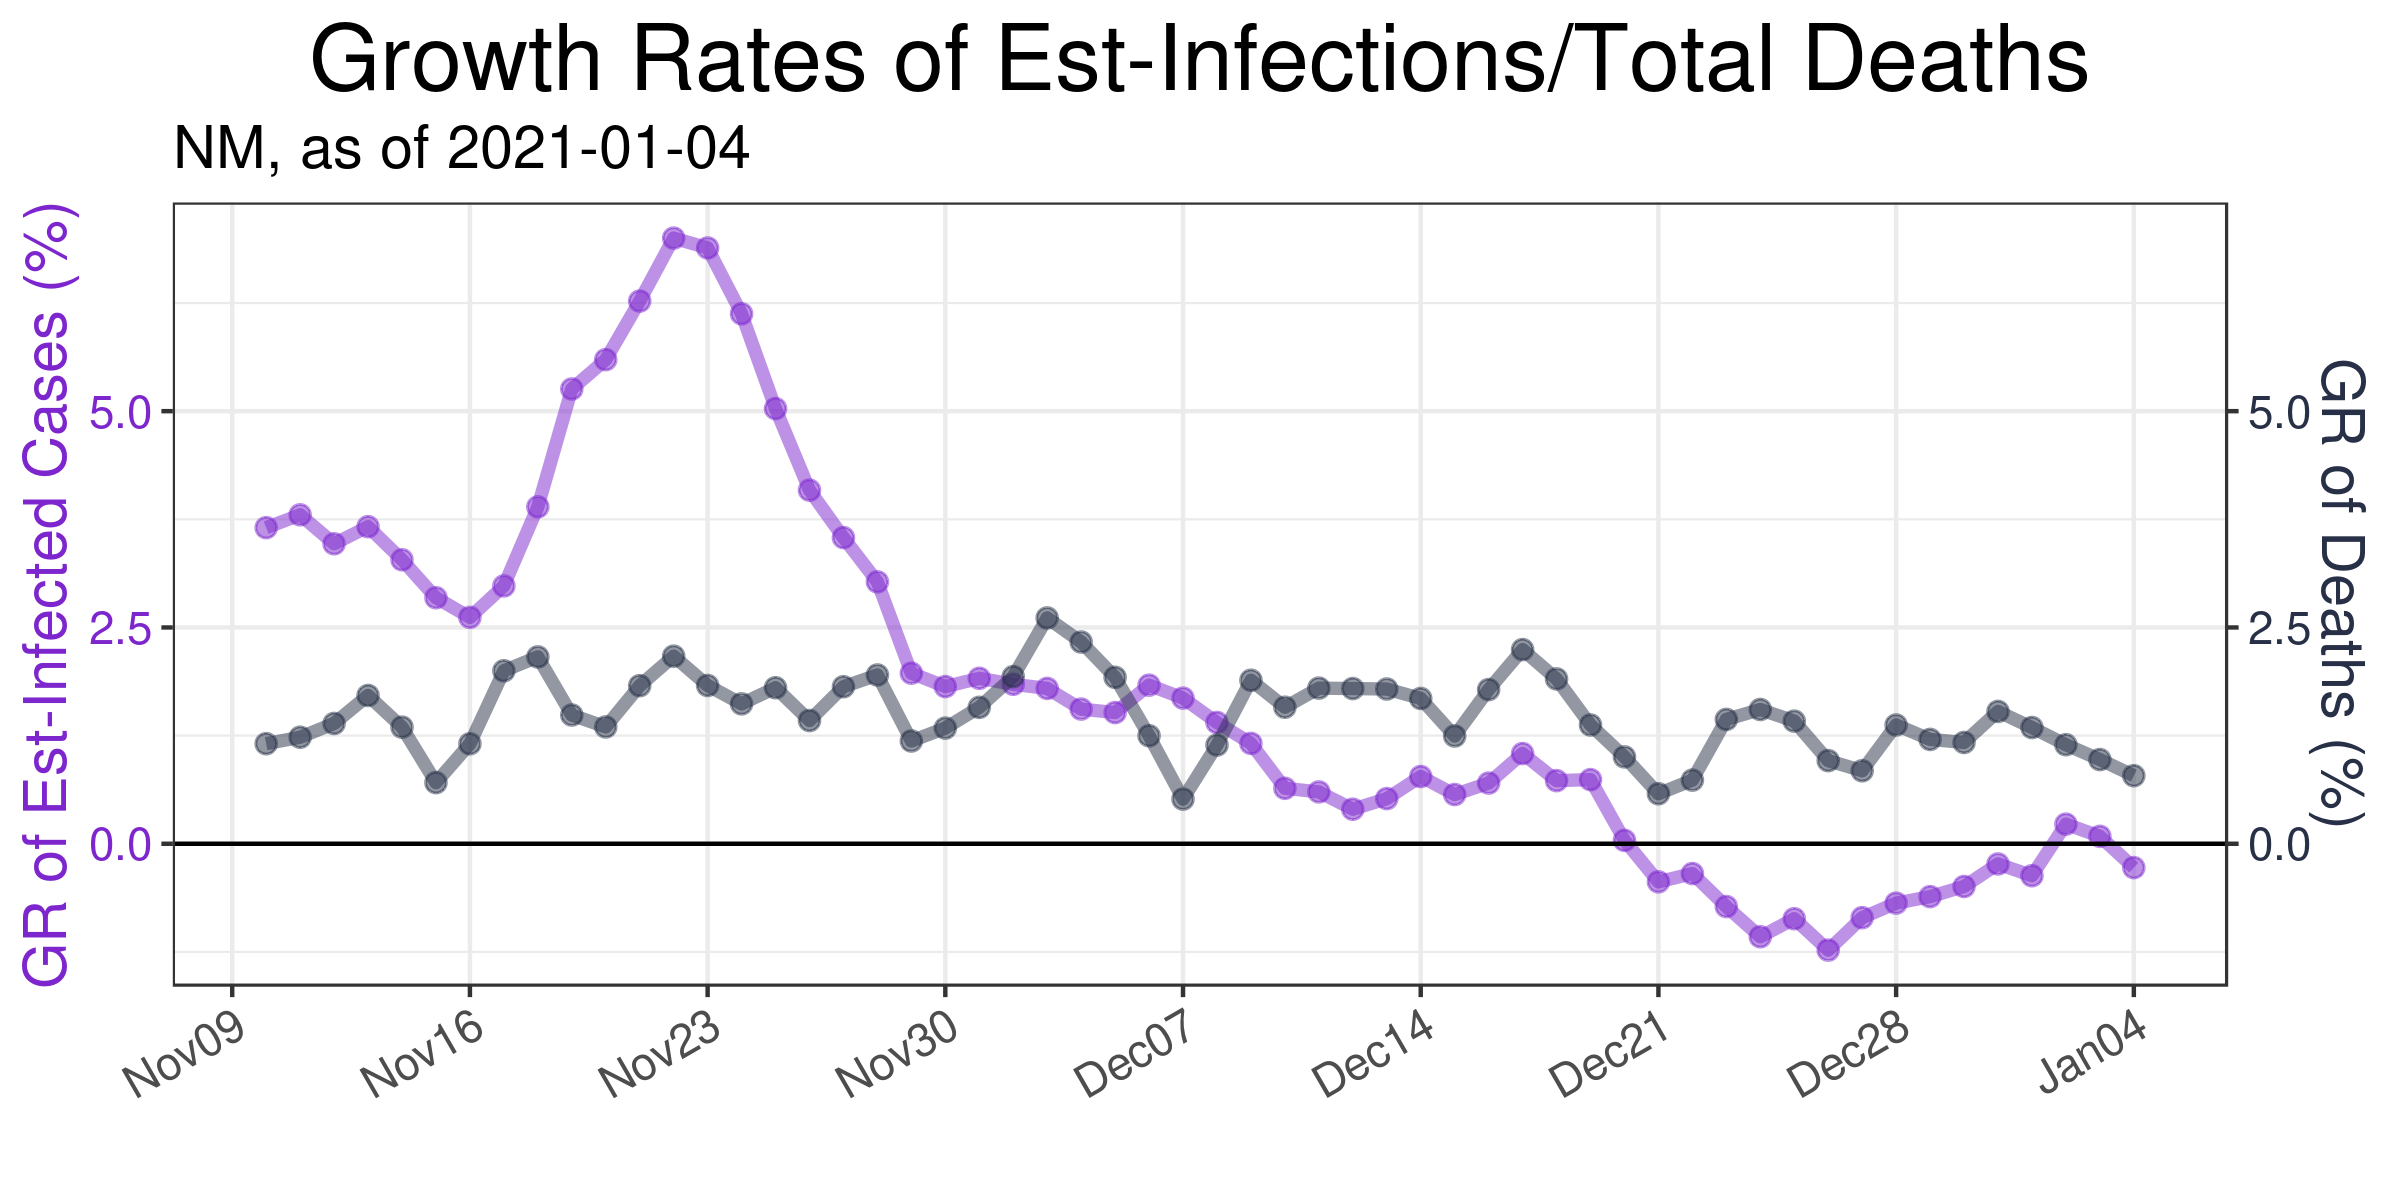 Growth Rates of Est-Infections/Total Deaths
NM, as of 2021-01-04
GR of Est-Infected Cases (%)
5.0
2.5
0.0
5.0
2.5
0.0
GR of Deaths (%)
Nov09
Nov16
Nov23
Nov30
Dec07
Dec14
Dec21
Dec28
Jan04